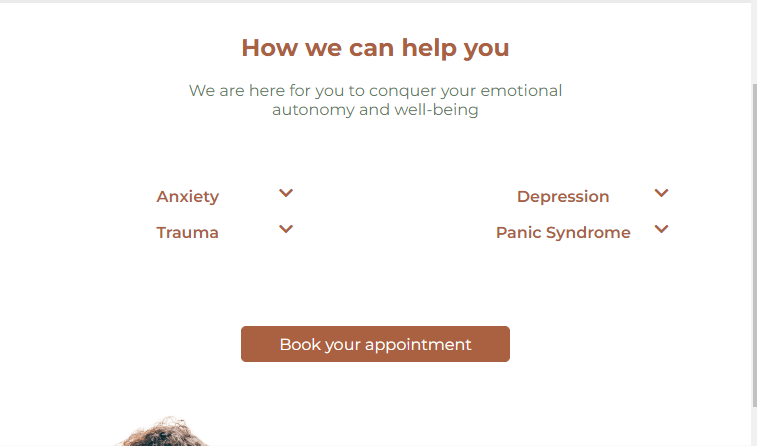 How we can help you
We are here for you to conquer your emotional
autonomy and well-being
Anxiety
Depression
Trauma
Panic Syndrome
Book your appointment